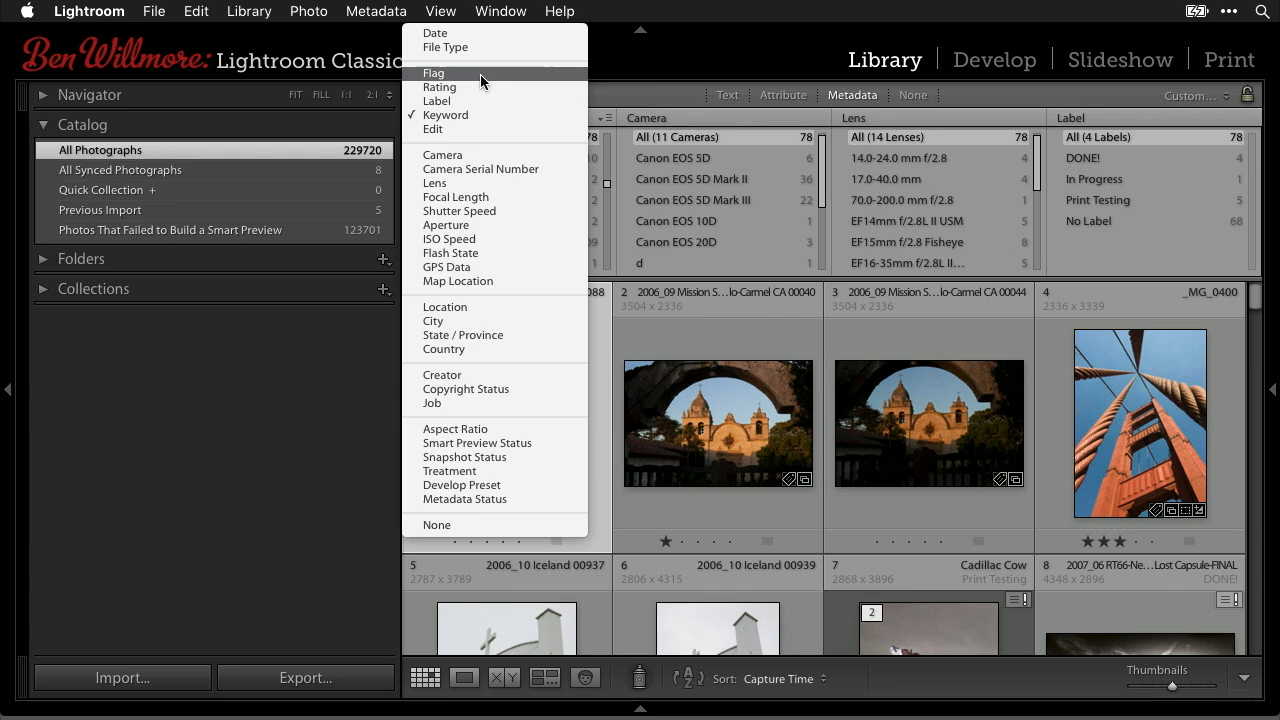 Lightroom File Edit Library Photo Metadata View Window Help
Ben Willmore: Lightroom Classic
Library | Develop | Slideshow | Print
Navigator FIT FILL 1:1 2:1
Catalog
All Photographs 229720
All Synced Photographs 8
Quick Collection + 0
Previous Import 5
Photos That Failed to Build a Smart Preview 123701
Folders
Collections
Import...
Export...
Date
File Type
Flag
Rating
Label
✓ Keyword
Edit
Camera
Camera Serial Number
Lens
Focal Length
Shutter Speed
Aperture
ISO Speed
Flash State
GPS Data
Map Location
Location
City
State / Province
Country
Creator
Copyright Status
Job
Aspect Ratio
Smart Preview Status
Snapshot Status
Treatment
Develop Preset
Metadata Status
None
Text Attribute Metadata None Custom...
Camera
All (11 Cameras) 78
Canon EOS 5D 6
Canon EOS 5D Mark II 36
Canon EOS 5D Mark III 22
Canon EOS 10D 1
Canon EOS 20D 3
d 1
Lens
All (14 Lenses) 78
14.0-24.0 mm f/2.8 4
17.0-40.0 mm 4
70.0-200.0 mm f/2.8 1
EF14mm f/2.8L II USM 5
EF15mm f/2.8 Fisheye 8
EF16-35mm f/2.8L II... 5
Label
All (4 Labels) 78
DONE! 4
In Progress 1
Print Testing 5
No Label 68
2 2006_09 Mission S...lo-Carmel CA 00040
3504 x 2336
3 2006_09 Mission S...lo-Carmel CA 00044
3504 x 2336
4 _MG_0400
2336 x 3339
5 2006_10 Iceland 00937
2787 x 3789
6 2006_10 Iceland 00939
2806 x 4315
7 Cadillac Cow
2868 x 3896 Print Testing
2
8 2007_06 RT66-Ne...Lost Capsule-FINAL
4348 x 2896 DONE!
Sort: Capture Time
Thumbnails